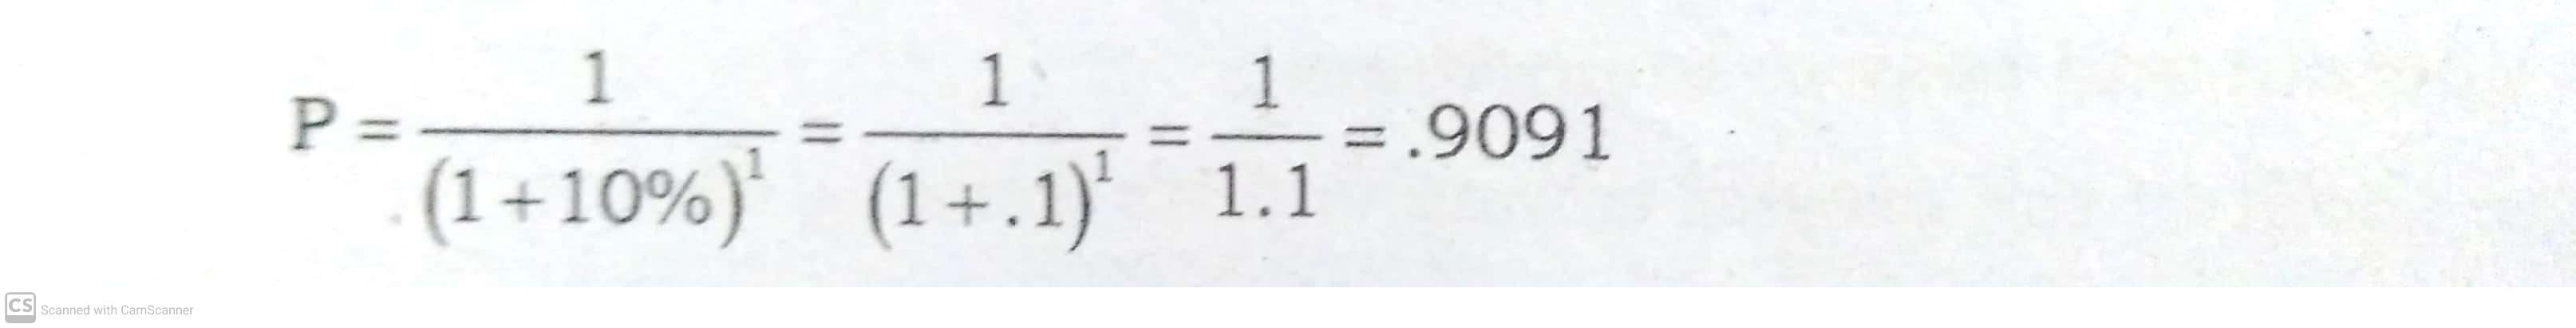 P = 1/(1+10%)¹ = 1/(1+.1)¹ = 1/1.1 = .9091
CS Scanned with CamScanner